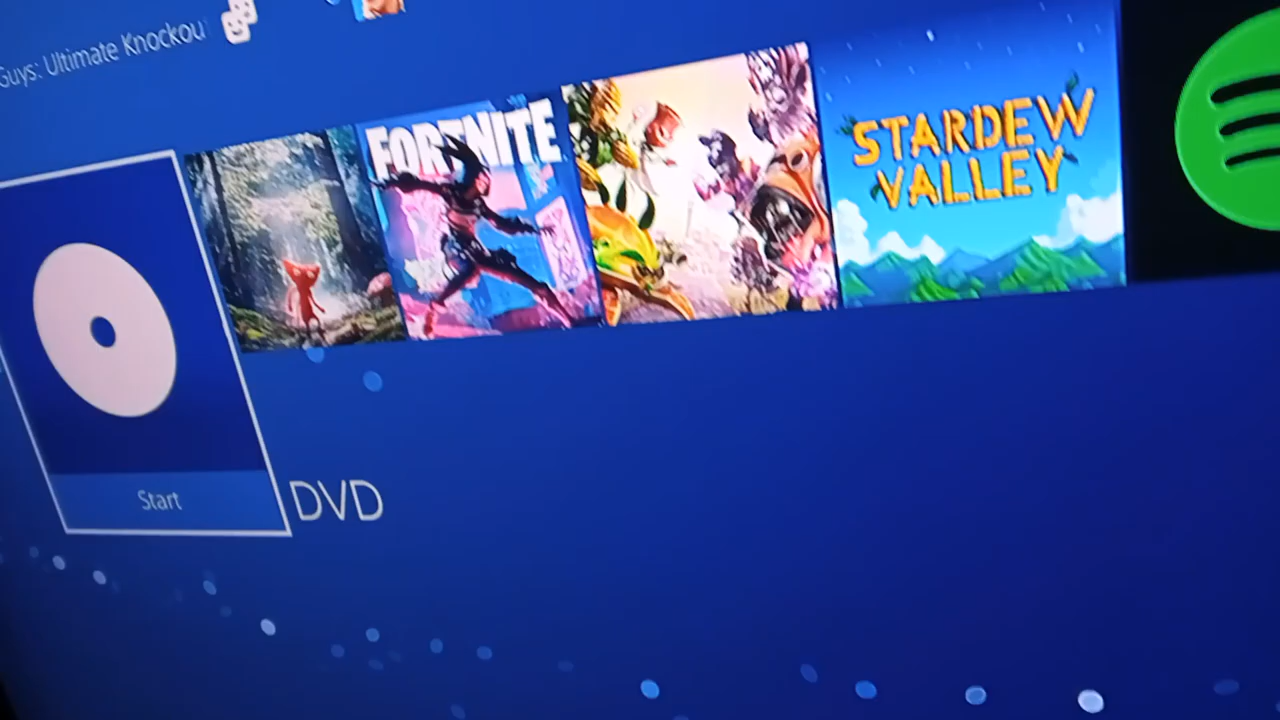 Guys: Ultimate Knockou
FORTNITE
STARDEW
VALLEY
Start
DVD